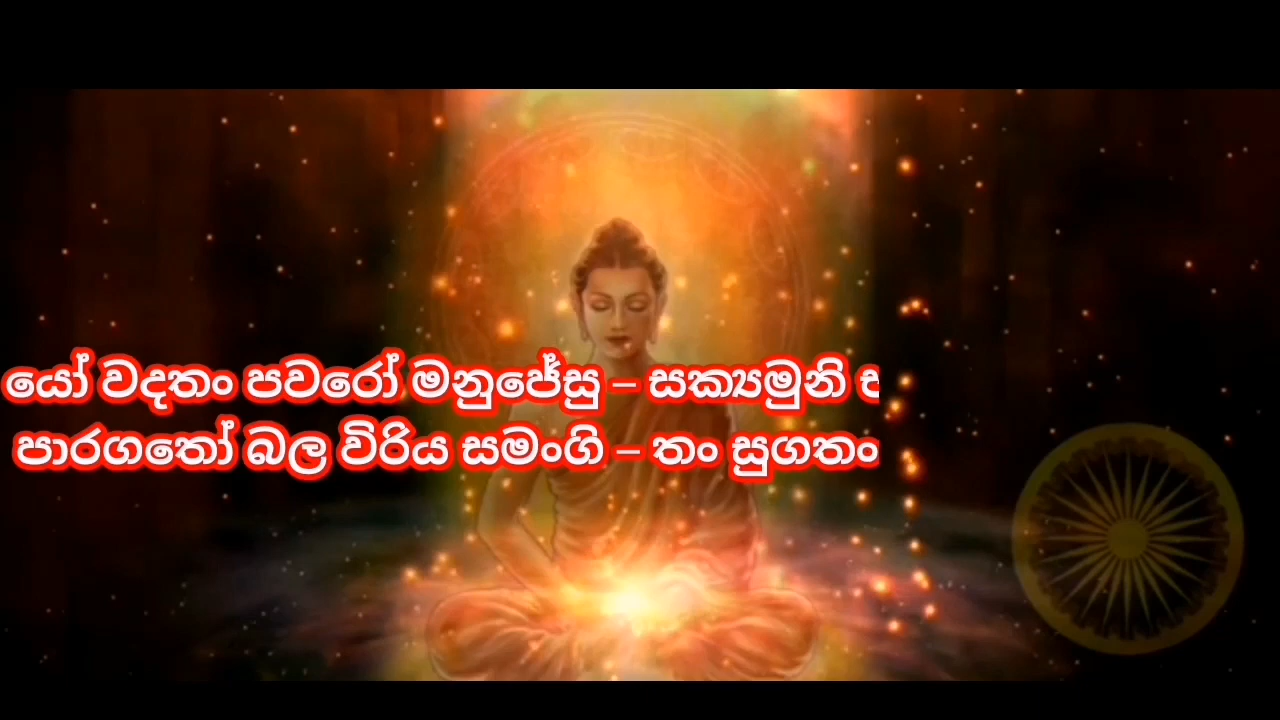 යෝ වදතං පවරෝ මනුජේසු – සක්‍යමුනි
පාරගතෝ බල විරිය සමංගි – තං සුගතං